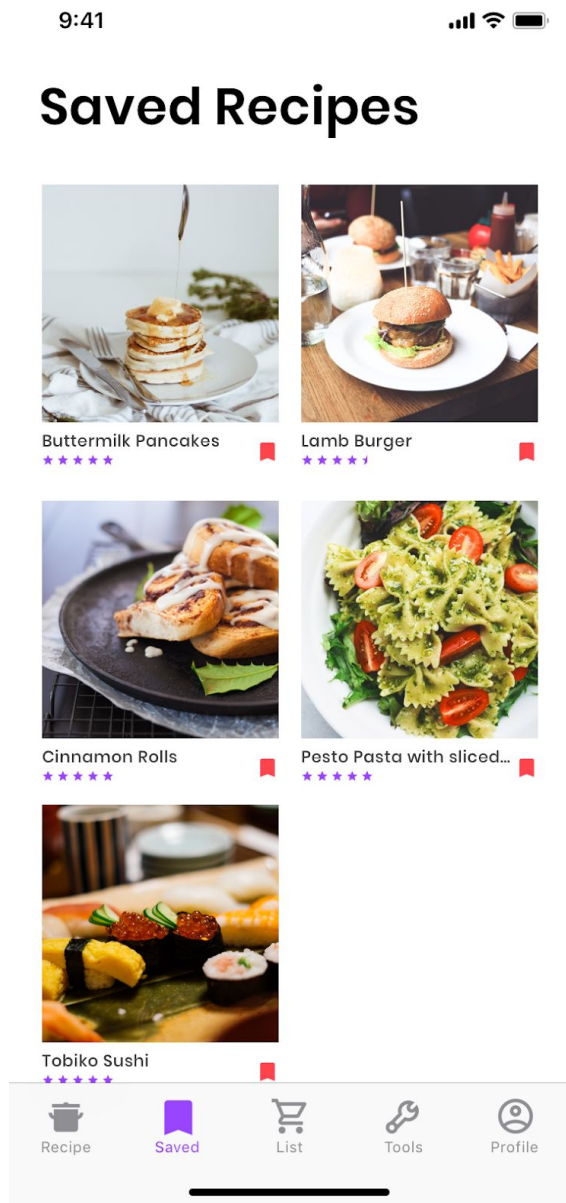 9:41
Saved Recipes
Buttermilk Pancakes
Lamb Burger
Cinnamon Rolls
Pesto Pasta with sliced...
Tobiko Sushi
Recipe
Saved
List
Tools
Profile